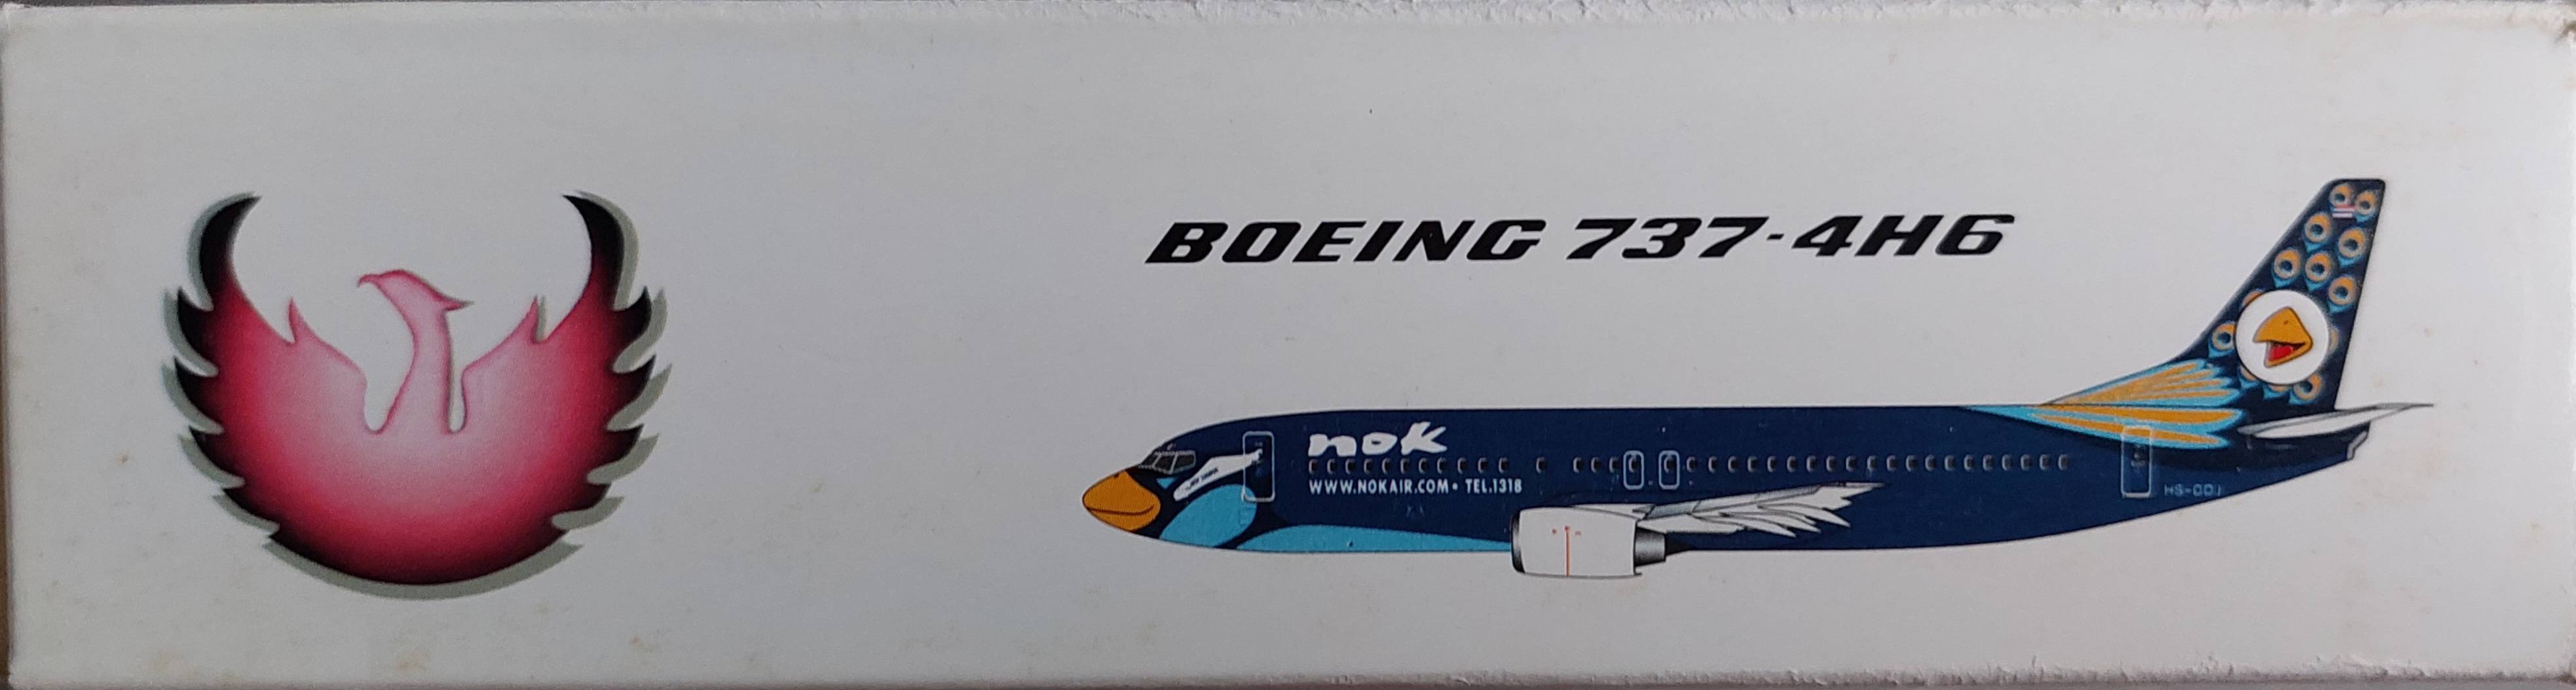 BOEING 737-4H6
nok
WWW.NOKAIR.COM • TEL.1318